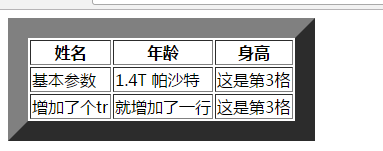 姓名 年龄 身高
基本参数 1.4T 帕沙特 这是第3格
增加了个tr 就增加了一行 这是第3格